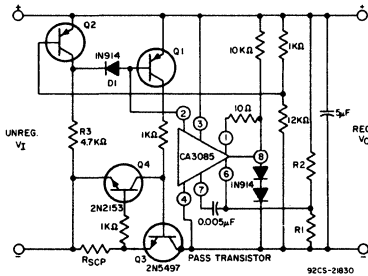 +
+
Q2
Q1
1N914
D1
10KΩ
1KΩ
2
3
10Ω
1
12KΩ
5μF
UNREG.
VI
R3
4.7KΩ
1KΩ
CA3085
8
REG
VO
Q4
6
1N914
R2
7
4
2N2153
0.005μF
1KΩ
R1
PASS TRANSISTOR
RSCP
Q3
2N5497
92CS-21830